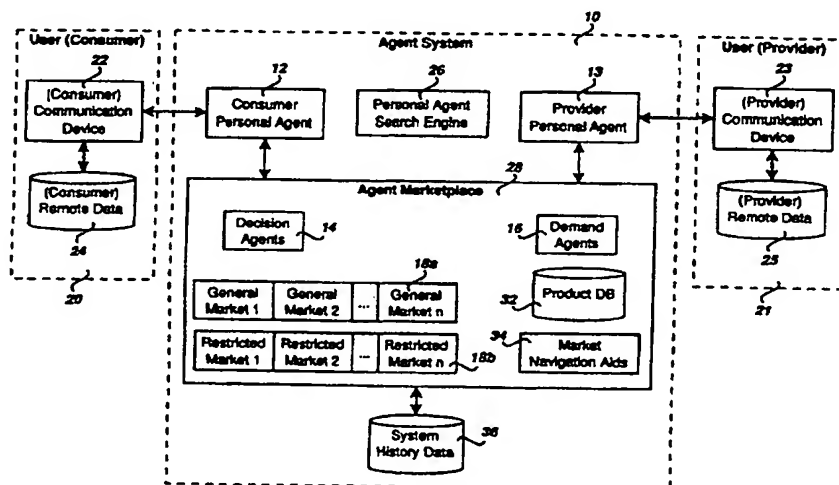 10
User (Consumer)
Agent System
User (Provider)
22
12
26
13
23
(Consumer)
Communication
Device
Consumer
Personal Agent
Personal Agent
Search Engine
Provider
Personal Agent
(Provider)
Communication
Device
Agent Marketplace
28
(Consumer)
Remote Data
24
20
(Provider)
Remote Data
25
21
Decision
Agents
14
16
Demand
Agents
18a
General
Market 1
General
Market 2
...
General
Market n
32
Product DB
Restricted
Market 1
Restricted
Market 2
...
Restricted
Market n
18b
34
Market
Navigation Aids
System
History Data
36